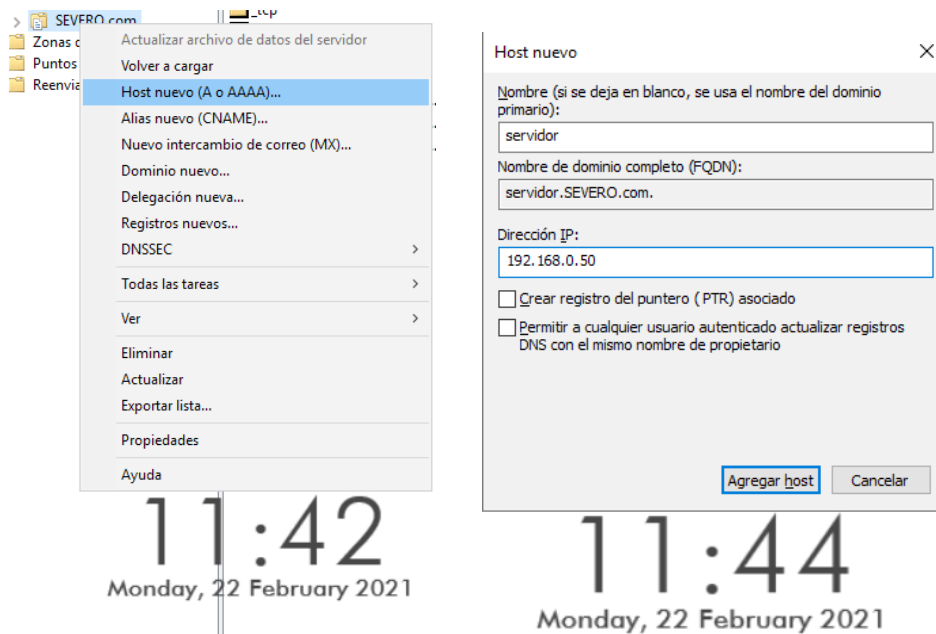 _tcp
SEVERO.com
Zonas
Puntos
Reenvia
Actualizar archivo de datos del servidor
Volver a cargar
Host nuevo (A o AAAA)...
Alias nuevo (CNAME)...
Nuevo intercambio de correo (MX)...
Dominio nuevo...
Delegación nueva...
Registros nuevos...
DNSSEC
Todas las tareas
Ver
Eliminar
Actualizar
Exportar lista...
Propiedades
Ayuda
11:42
Monday, 22 February 2021
Host nuevo
Nombre (si se deja en blanco, se usa el nombre del dominio
primario):
servidor
Nombre de dominio completo (FQDN):
servidor.SEVERO.com.
Dirección IP:
192.168.0.50
Crear registro del puntero (PTR) asociado
Permitir a cualquier usuario autenticado actualizar registros
DNS con el mismo nombre de propietario
Agregar host
Cancelar
11:44
Monday, 22 February 2021